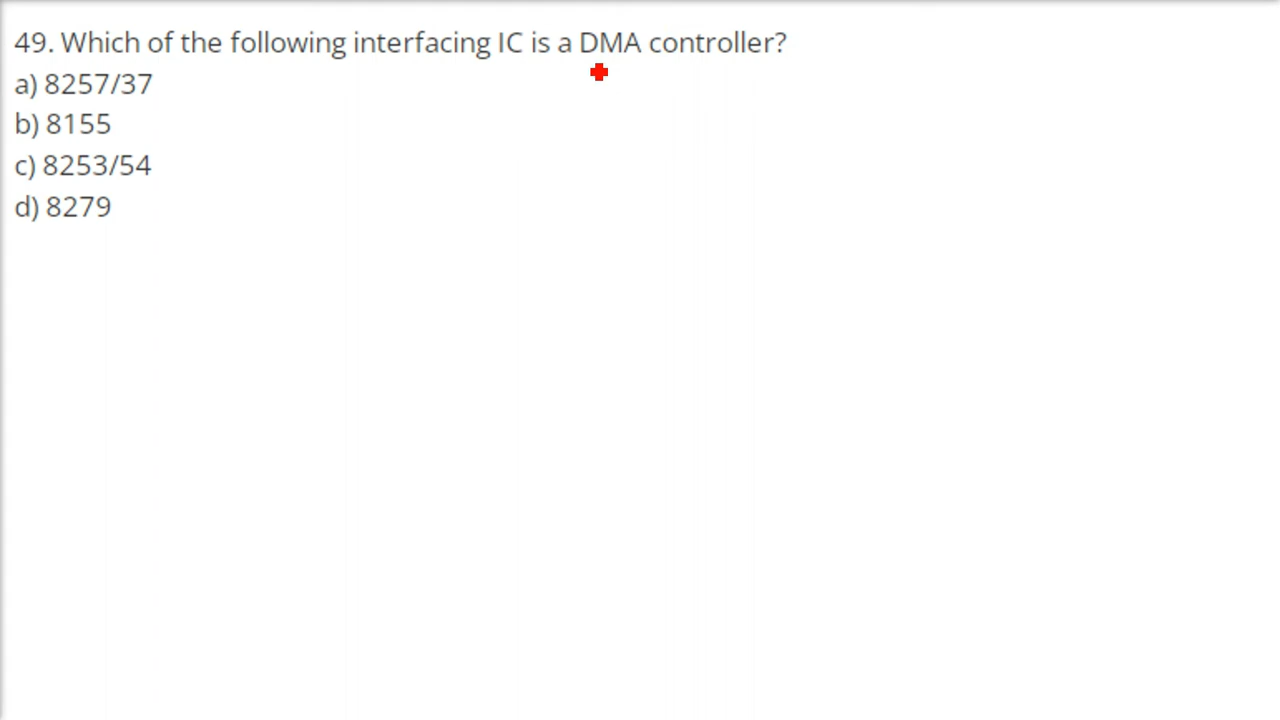 49. Which of the following interfacing IC is a DMA controller?
a) 8257/37
b) 8155
c) 8253/54
d) 8279